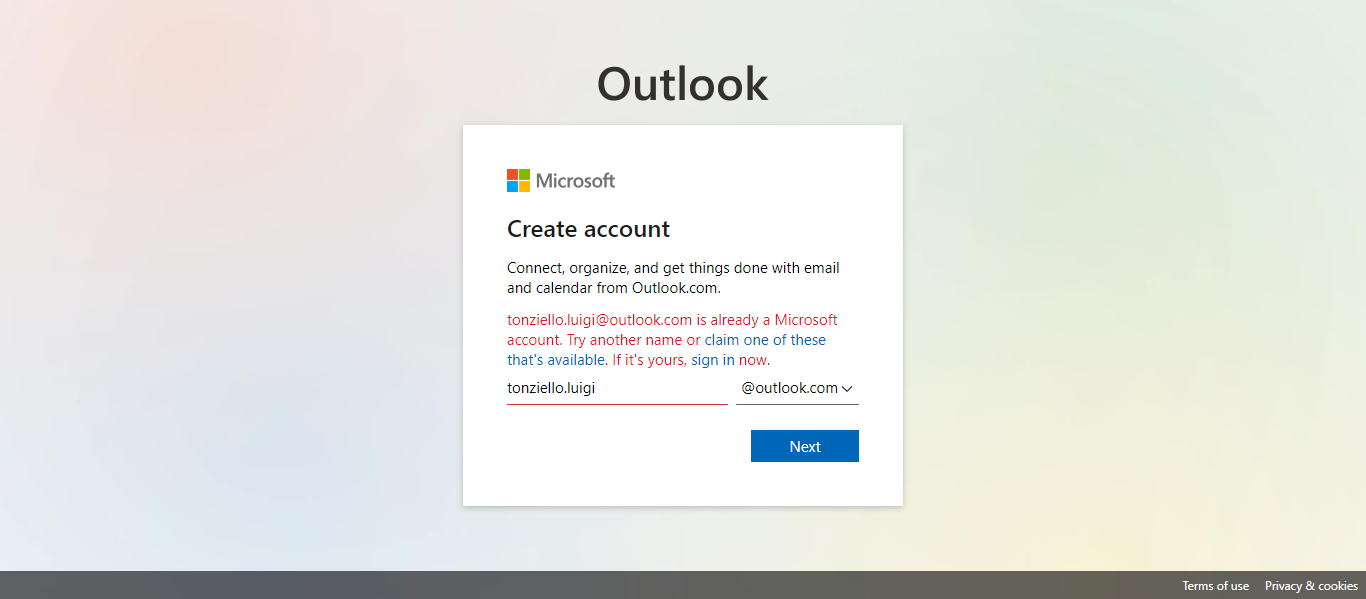 Outlook
Microsoft
Create account
Connect, organize, and get things done with email
and calendar from Outlook.com.
tonziello.luigi@outlook.com is already a Microsoft
account. Try another name or claim one of these
that's available. If it's yours, sign in now.
tonziello.luigi @outlook.com
Next
Terms of use Privacy & cookies